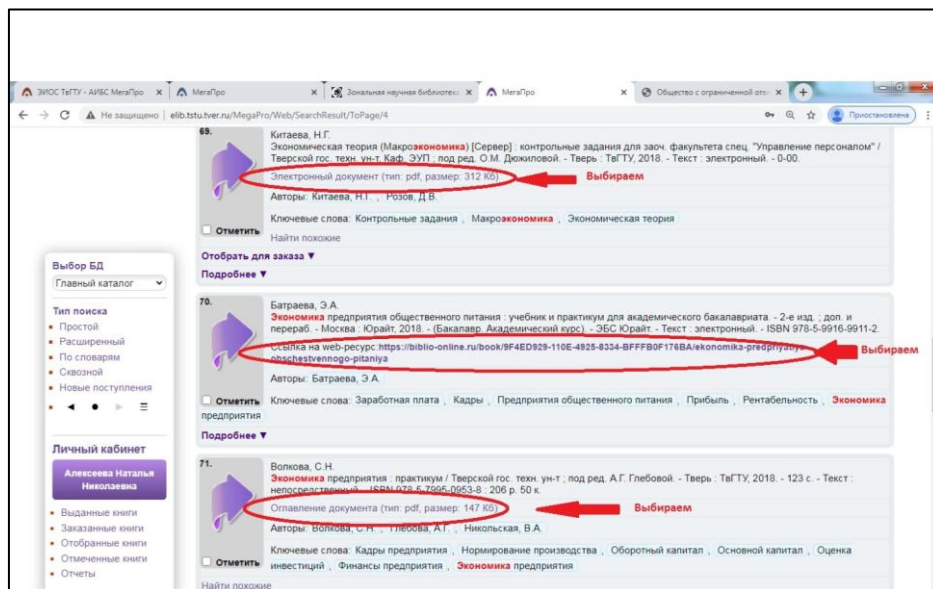 ЭИОС ТвГТУ - АИБС МегаПро
МегаПро
Зональная научная библиотек
МегаПро
Общество с ограниченной отв
Не защищено | elib.tstu.tver.ru/MegaPro/Web/SearchResult/ToPage/4
Приостановлена
69.
Китаева, Н.Г.
Экономическая теория (Макроэкономика) [Сервер] : контрольные задания для заоч. факультета спец. "Управление персоналом" /
Тверской гос. техн. ун-т, Каф. ЭУП ; под ред. О.М. Дюжиловой. - Тверь : ТвГТУ, 2018. - Текст : электронный. - 0-00.
Электронный документ (тип: pdf, размер: 312 Кб)
Выбираем
Авторы: Китаева, Н.Г. , Розов, Д.В.
Ключевые слова: Контрольные задания , Макроэкономика , Экономическая теория
Отметить
Найти похожие
Отобрать для заказа ▼
Подробнее ▼
Выбор БД
Главный каталог
Тип поиска
Простой
Расширенный
По словарям
Сквозной
Новые поступления
Личный кабинет
Алексеева Наталья
Николаевна
Выданные книги
Заказанные книги
Отобранные книги
Отмеченные книги
Отчеты
70.
Батраева, Э.А.
Экономика предприятия общественного питания : учебник и практикум для академического бакалавриата. - 2-е изд. ; доп. и
перераб. - Москва : Юрайт, 2018. - (Бакалавр. Академический курс). - ЭБС Юрайт. - Текст : электронный. - ISBN 978-5-9916-9911-2.
Ссылка на web-ресурс:https://biblio-online.ru/book/9F4ED929-110E-4925-8334-BFFFB0F176BA/ekonomika-predpriyatiya-
obschestvennogo-pitaniya
Выбираем
Авторы: Батраева, Э.А.
Отметить
Ключевые слова: Заработная плата , Кадры , Предприятия общественного питания , Прибыль , Рентабельность , Экономика
предприятия
Подробнее ▼
71.
Волкова, С.Н.
Экономика предприятия : практикум / Тверской гос. техн. ун-т ; под ред. А.Г. Глебовой. - Тверь : ТвГТУ, 2018. - 123 с. - Текст :
непосредственный. - ISBN 978-5-7995-0953-8 : 206 р. 50 к.
Оглавление документа (тип: pdf, размер: 147 Кб)
Выбираем
Авторы: Волкова, С.Н. , Глебова, А.Г. , Никольская, В.А.
Ключевые слова: Кадры предприятия , Нормирование производства , Оборотный капитал , Основной капитал , Оценка
Отметить
инвестиций , Финансы предприятия , Экономика предприятия
Найти похожие